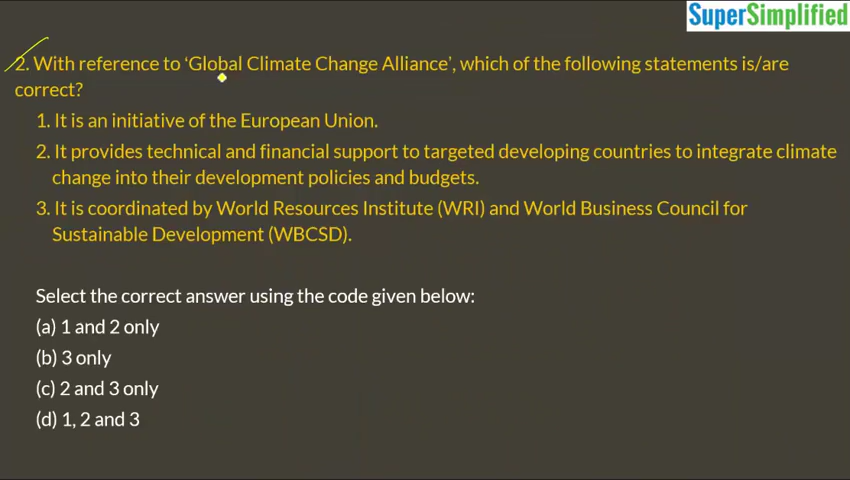 SuperSimplified
2. With reference to ‘Global Climate Change Alliance’, which of the following statements is/are
correct?
1. It is an initiative of the European Union.
2. It provides technical and financial support to targeted developing countries to integrate climate
change into their development policies and budgets.
3. It is coordinated by World Resources Institute (WRI) and World Business Council for
Sustainable Development (WBCSD).
Select the correct answer using the code given below:
(a) 1 and 2 only
(b) 3 only
(c) 2 and 3 only
(d) 1, 2 and 3